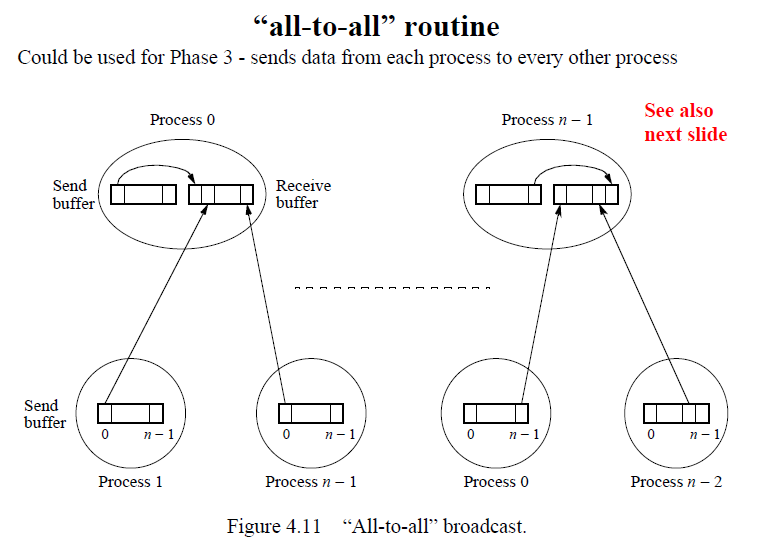 “all-to-all” routine
Could be used for Phase 3 - sends data from each process to every other process
See also
next slide
Process 0
Process n − 1
Send
buffer
Receive
buffer
Send
buffer
0 n − 1
0 n − 1
0 n − 1
0 n − 1
Process 1
Process n − 1
Process 0
Process n − 2
Figure 4.11 “All-to-all” broadcast.